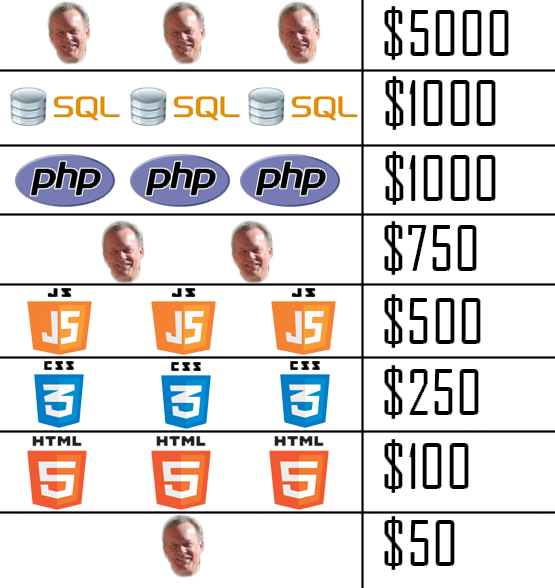 $5000
SQL SQL SQL $1000
php php php $1000
$750
JS JS JS
JS JS JS $500
CSS CSS CSS
3 3 3 $250
HTML HTML HTML
5 5 5 $100
$50